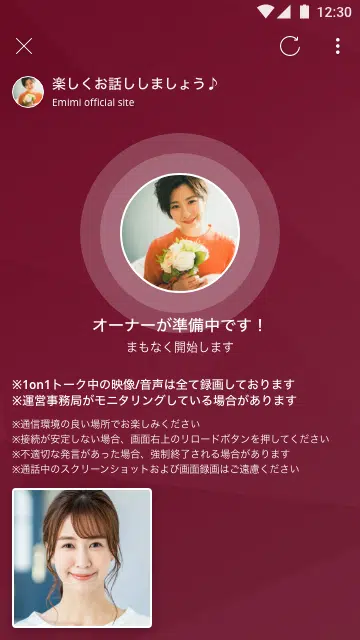 12:30
楽しくお話ししましょう♪
Emimi official site
オーナーが準備中です！
まもなく開始します
※1on1トーク中の映像/音声は全て録画しております
※運営事務局がモニタリングしている場合があります
※通信環境の良い場所でお楽しみください
※接続が安定しない場合、画面右上のリロードボタンを押してください
※不適切な発言があった場合、強制終了される場合があります
※通話中のスクリーンショットおよび画面録画はご遠慮ください